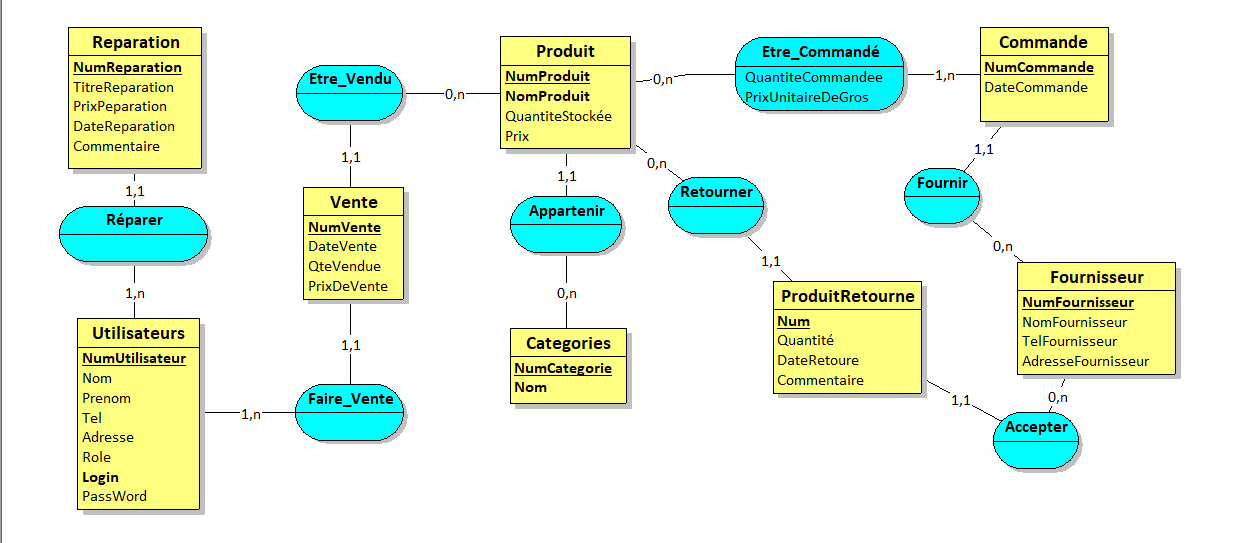 Reparation
NumReparation
TitreReparation
PrixPeparation
DateReparation
Commentaire
1,1
Réparer
1,n
Utilisateurs
NumUtilisateur
Nom
Prenom
Tel
Adresse
Role
Login
PassWord
1,n
Faire_Vente
1,1
Vente
NumVente
DateVente
QteVendue
PrixDeVente
1,1
Etre_Vendu
0,n
Produit
NumProduit
NomProduit
QuantiteStockée
Prix
1,1
Appartenir
0,n
Categories
NumCategorie
Nom
0,n
Etre_Commandé
QuantiteCommandee
PrixUnitaireDeGros
1,n
Commande
NumCommande
DateCommande
1,1
Fournir
0,n
Fournisseur
NumFournisseur
NomFournisseur
TelFournisseur
AdresseFournisseur
0,n
Accepter
1,1
ProduitRetourne
Num
Quantité
DateRetoure
Commentaire
1,1
Retourner
0,n